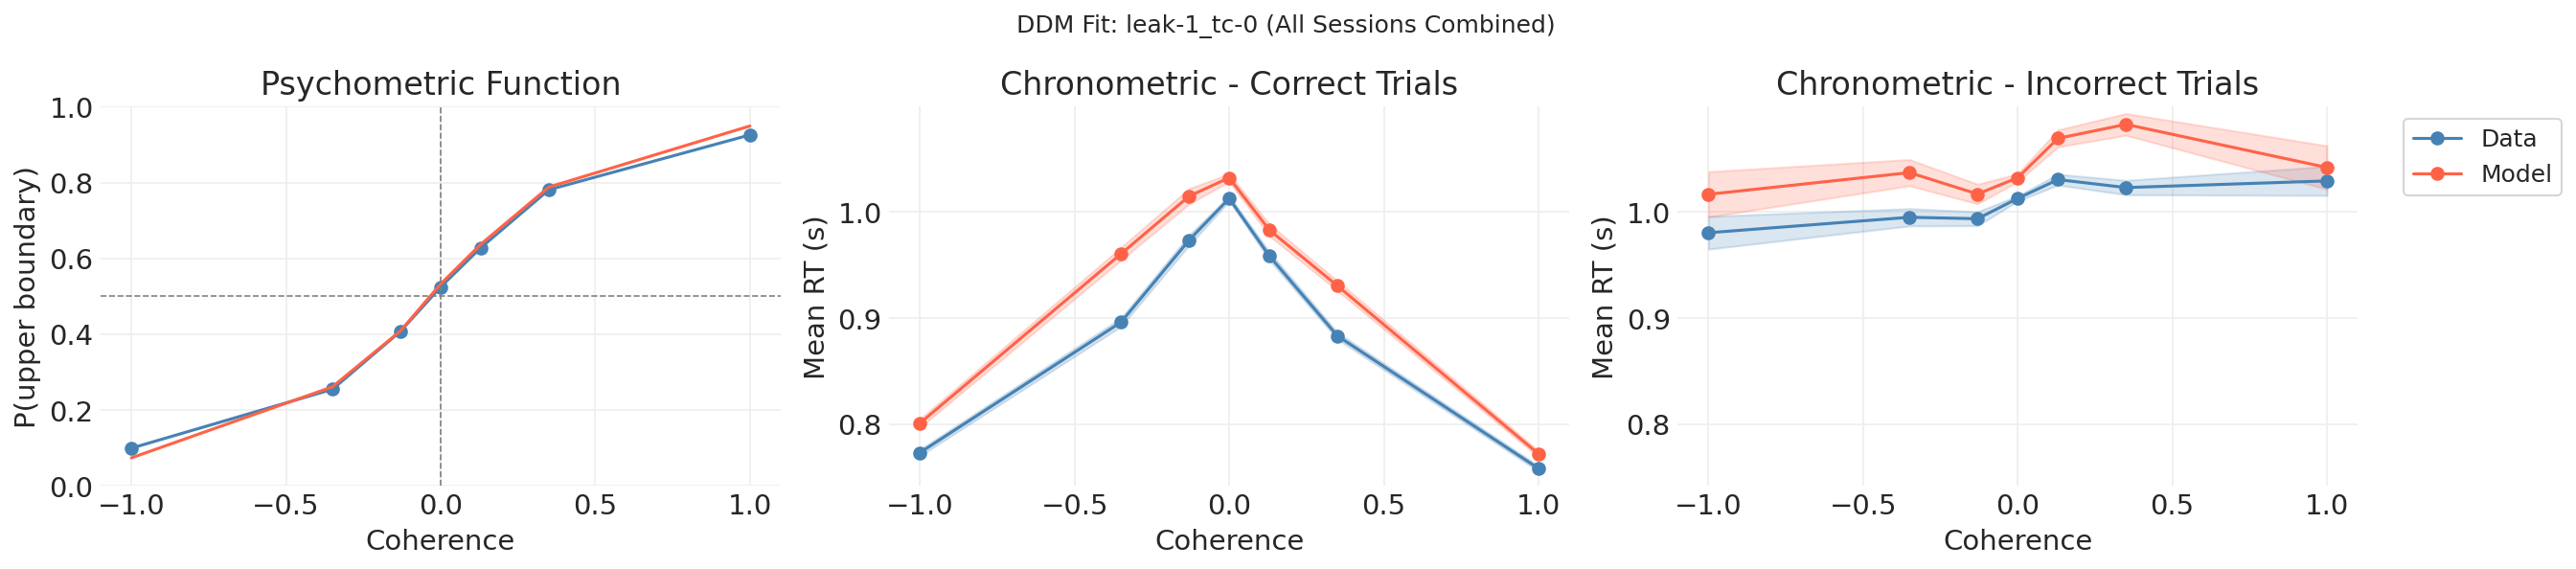 DDM Fit: leak-1_tc-0 (All Sessions Combined)
Psychometric Function
P(upper boundary)
1.0
0.8
0.6
0.4
0.2
0.0
−1.0 −0.5 0.0 0.5 1.0
Coherence
Chronometric - Correct Trials
Mean RT (s)
1.0
0.9
0.8
−1.0 −0.5 0.0 0.5 1.0
Coherence
Chronometric - Incorrect Trials
Mean RT (s)
1.0
0.9
0.8
−1.0 −0.5 0.0 0.5 1.0
Coherence
Data
Model